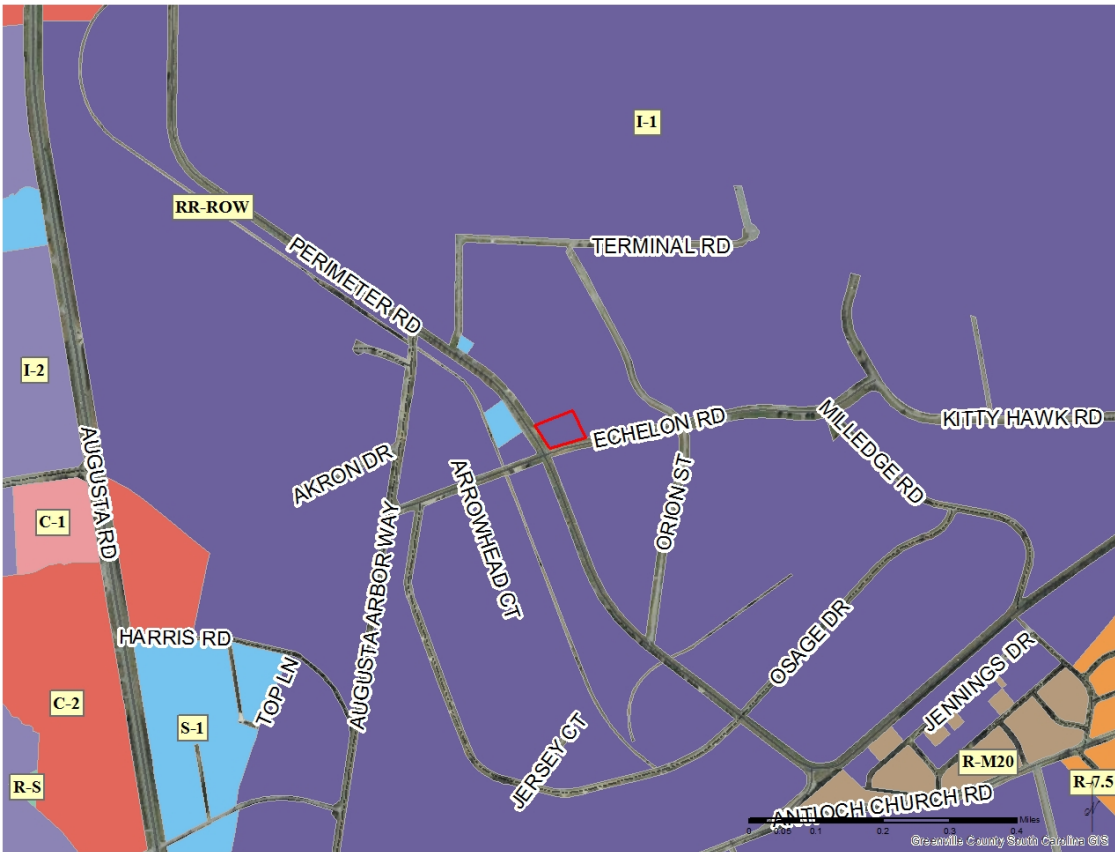 I-1
RR-ROW
PERIMETER RD
TERMINAL RD
I-2
AUGUSTA RD
AKRON DR
ARROWHEAD CT
ECHELON RD
ORION ST
MILLEDGE RD
KITTY HAWK RD
C-1
HARRIS RD
TOP LN
AUGUSTA ARBOR WAY
OSAGE DR
JENNINGS DR
C-2
S-1
R-S
JERSEY CT
R-M20
R-7.5
ANTIOCH CHURCH RD
Miles
0 0.05 0.1 0.2 0.3 0.4
Greenville County South Carolina GIS